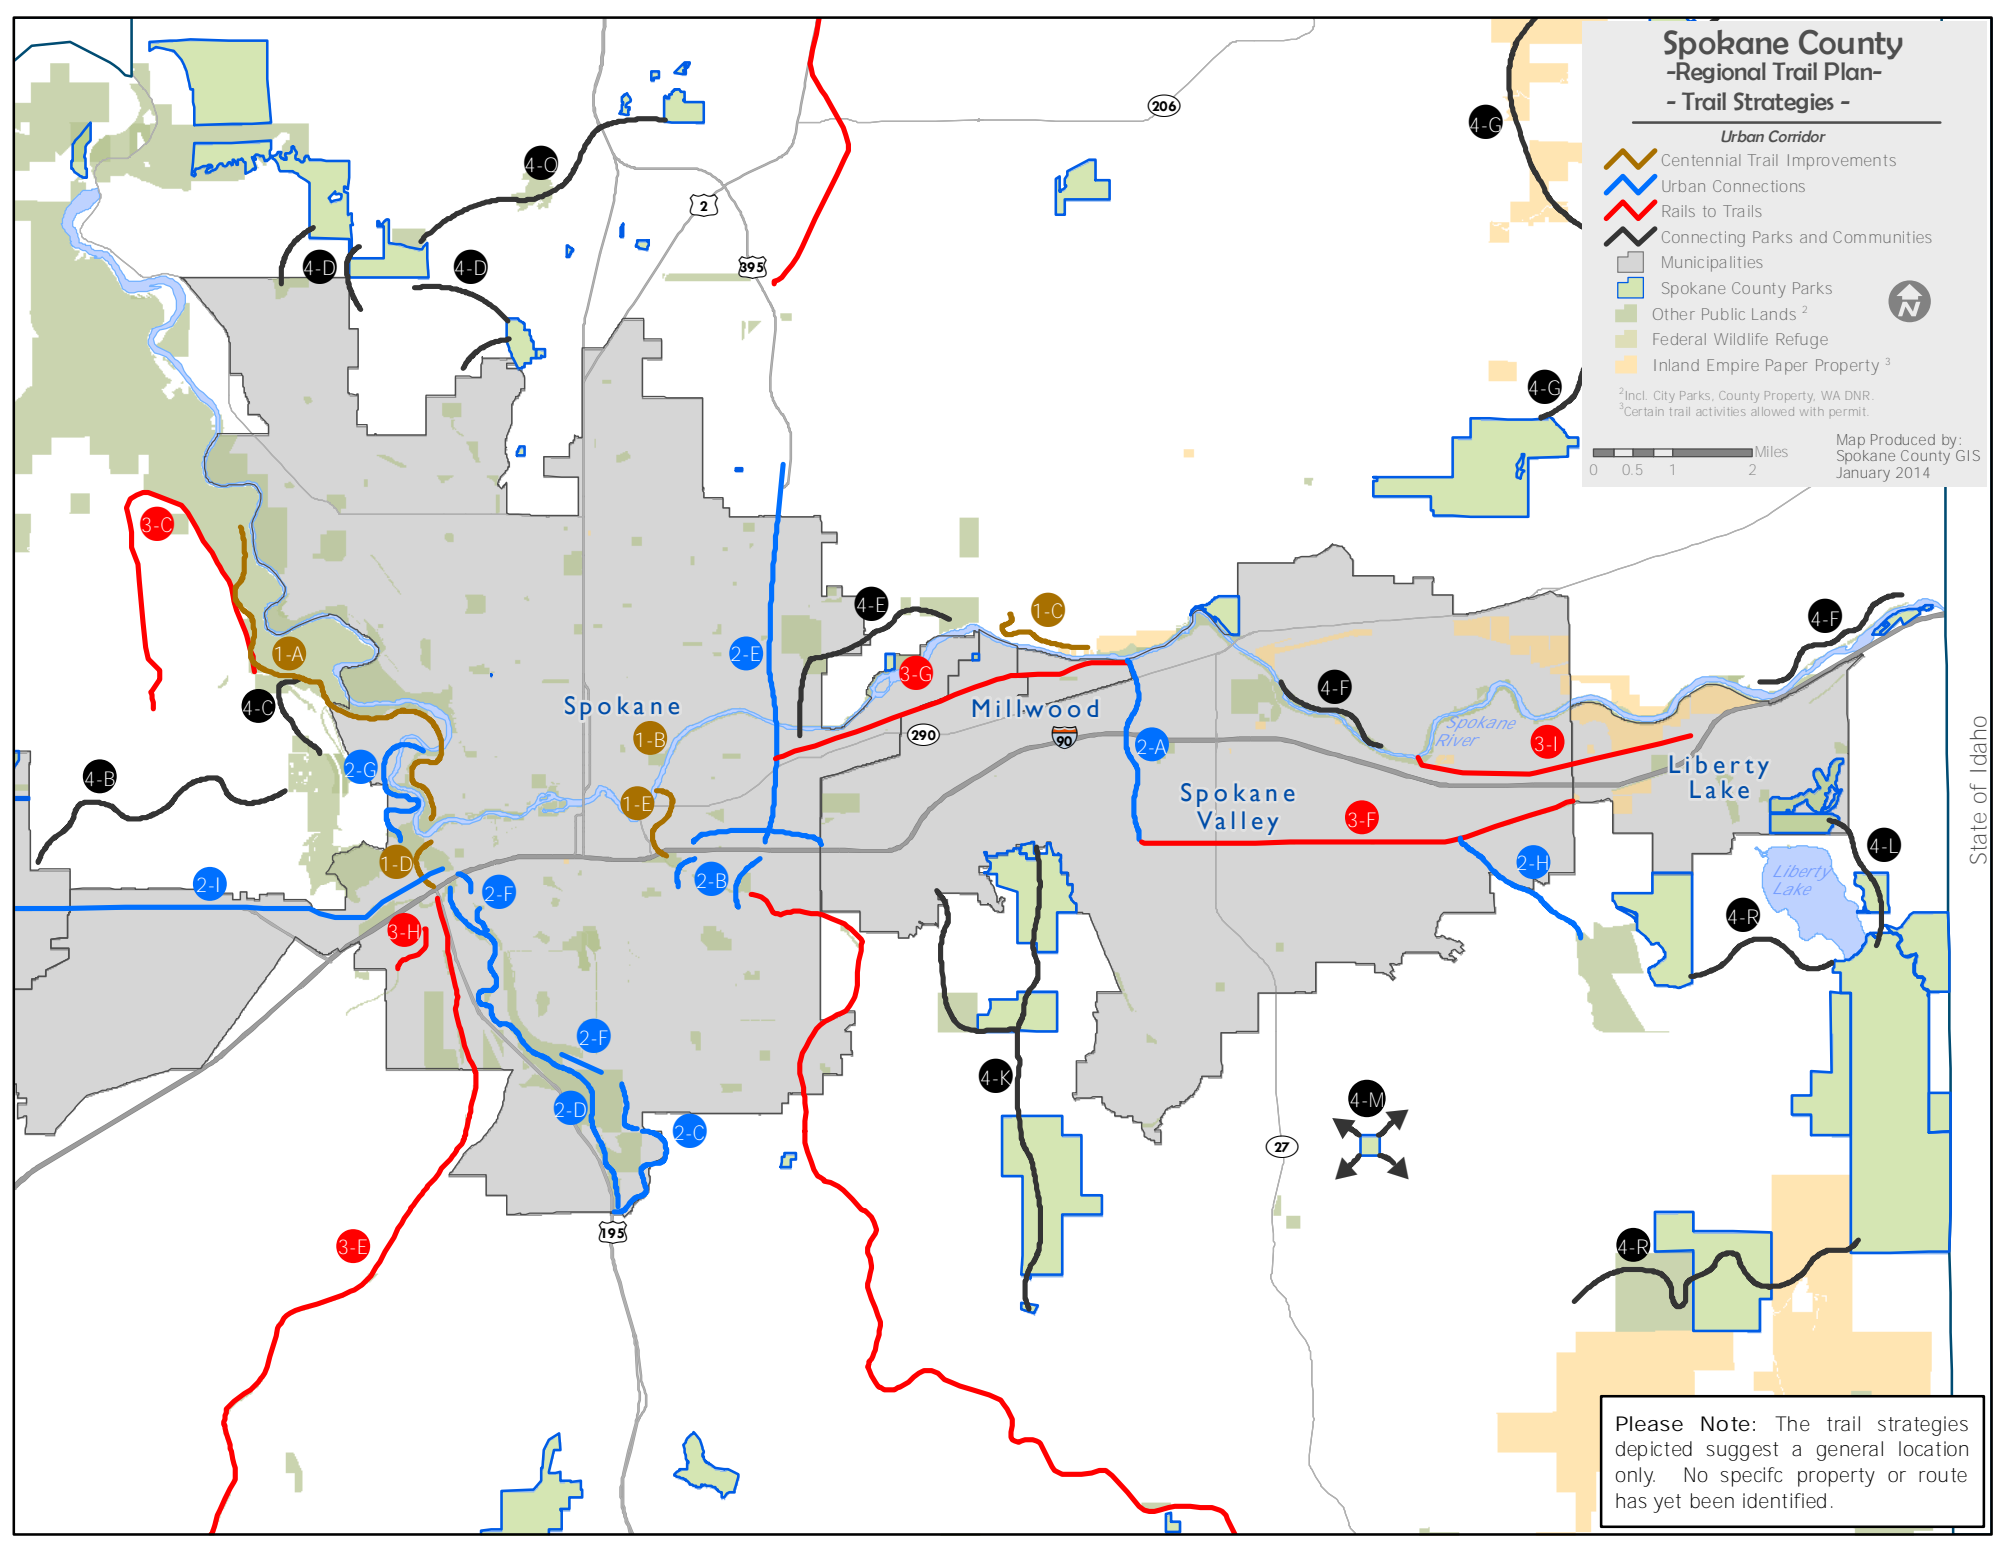 Spokane County
-Regional Trail Plan-
- Trail Strategies -
Urban Corridor
Centennial Trail Improvements
Urban Connections
Rails to Trails
Connecting Parks and Communities
Municipalities
Spokane County Parks
Other Public Lands 2
Federal Wildlife Refuge
Inland Empire Paper Property 3
2Incl. City Parks, County Property, WA DNR.
3Certain trail activities allowed with permit.
N
Miles
0 0.5 1 2
Map Produced by:
Spokane County GIS
January 2014
206
4-G
4-O
2
4-D
4-D
395
4-G
3-C
4-E
1-C
4-F
1-A
2-E
3-G
4-F
4-C
Spokane
Millwood
1-B
290
90
2-A
Spokane
River
3-I
2-G
4-B
Liberty
Lake
State of Idaho
1-E
Spokane
Valley
3-F
4-L
1-D
2-H
Liberty
Lake
2-I
2-F
2-B
4-R
3-H
2-F
4-K
2-D
4-M
2-C
27
195
3-E
4-R
Please Note: The trail strategies
depicted suggest a general location
only. No specifc property or route
has yet been identified.